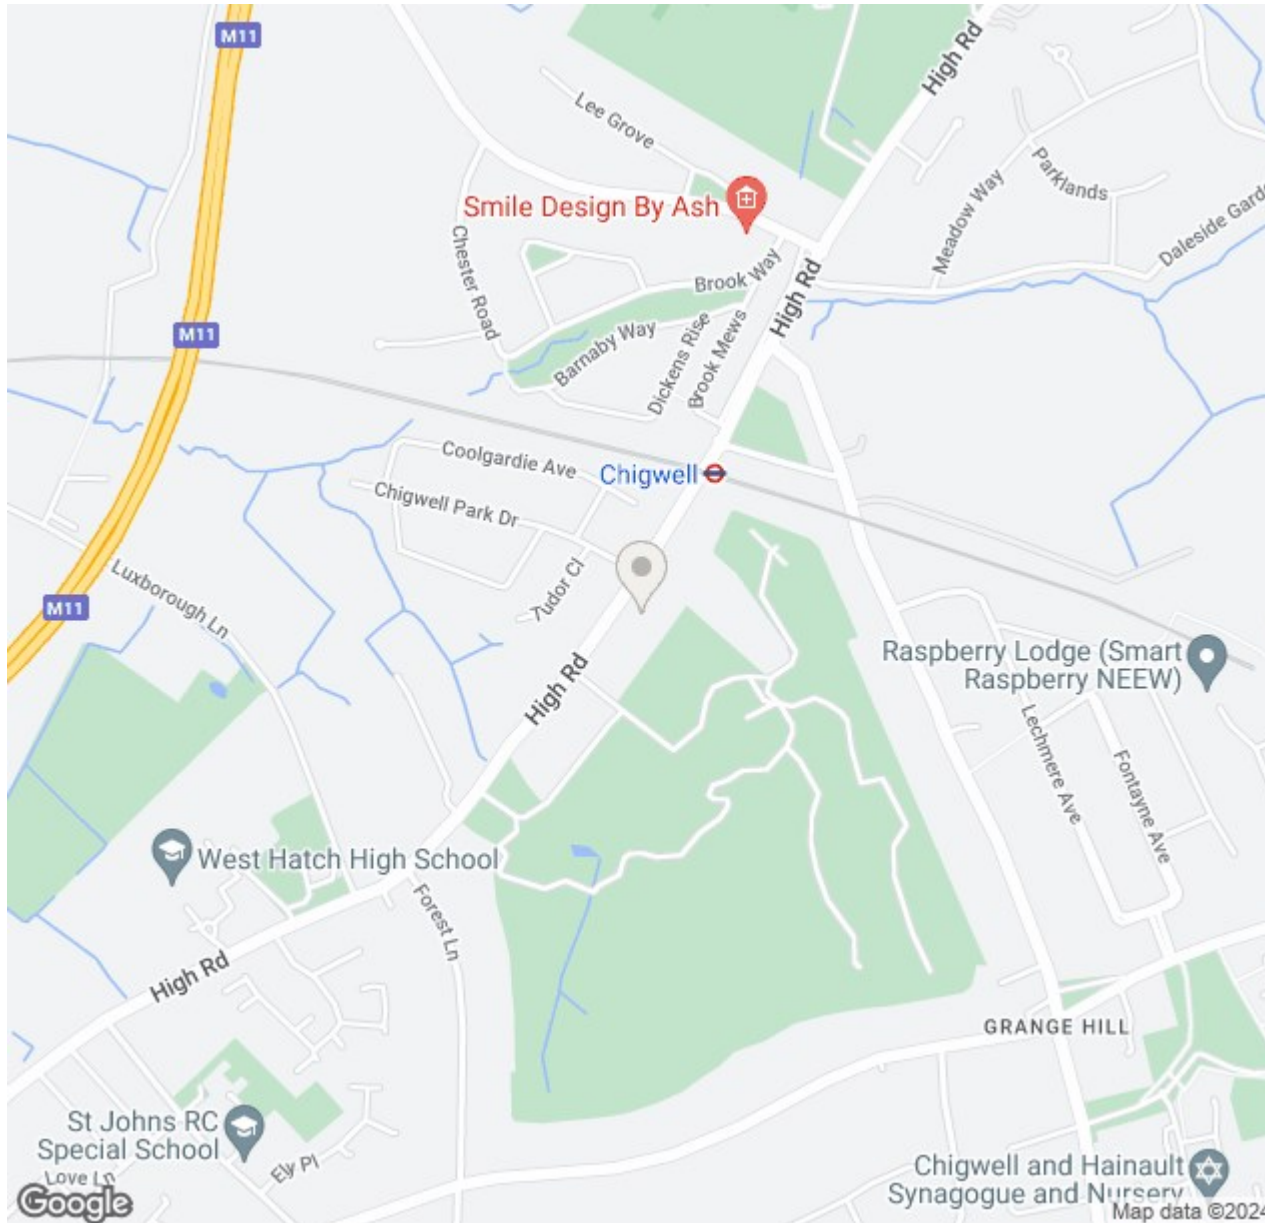 M11
High Rd
Lee Grove
Parklands
Smile Design By Ash
Meadow Way
Daleside Gard
Chester Road
Brook Way
High Rd
M11
Barnaby Way
Dickens Rise
Brook Mews
Coolgardie Ave
Chigwell
Chigwell Park Dr
Luxborough Ln
Tudor Cl
M11
Raspberry Lodge (Smart
Raspberry NEEW)
High Rd
Lechmere Ave
Fontayne Ave
West Hatch High School
Forest Ln
High Rd
GRANGE HILL
St Johns RC
Special School
Ely Pl
Love Ln
Chigwell and Hainault
Synagogue and Nursery
Google
Map data ©2024